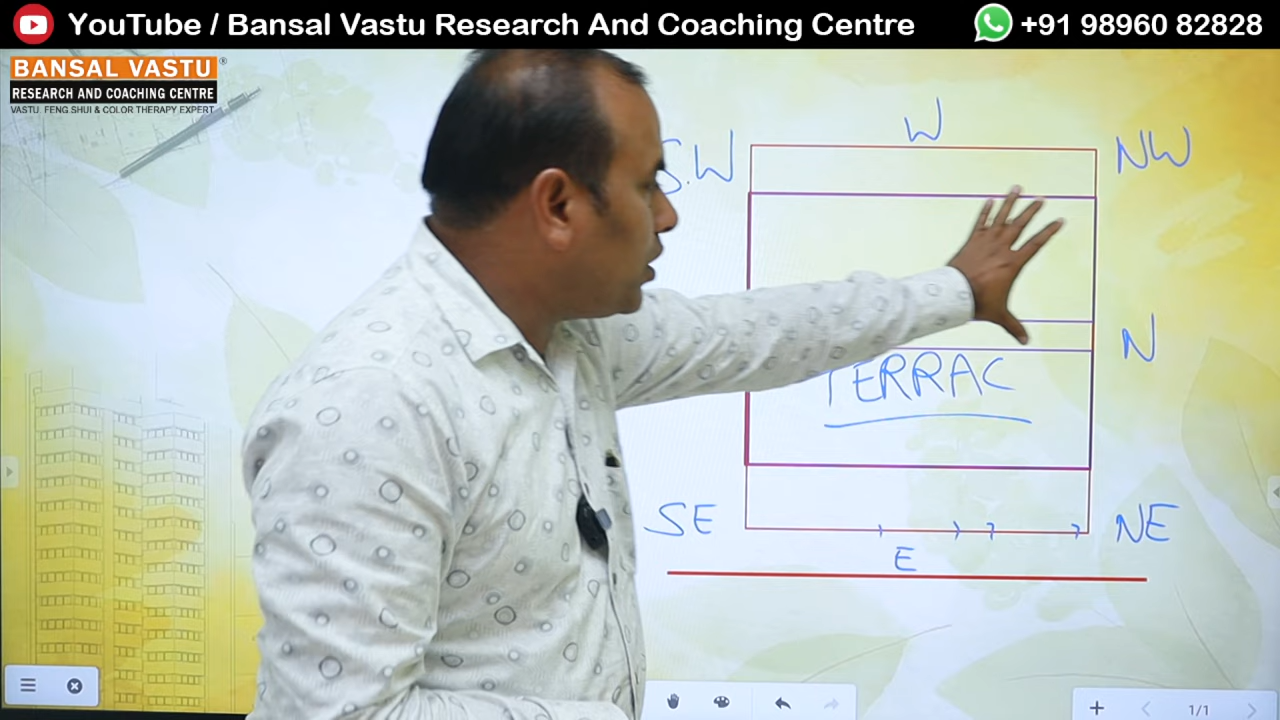 YouTube / Bansal Vastu Research And Coaching Centre
+91 98960 82828
BANSAL VASTU®
RESEARCH AND COACHING CENTRE
VASTU, FENG SHUI & COLOR THERAPY EXPERT
W
S.W
NW
N
TERRAC
SE
NE
E
1/1